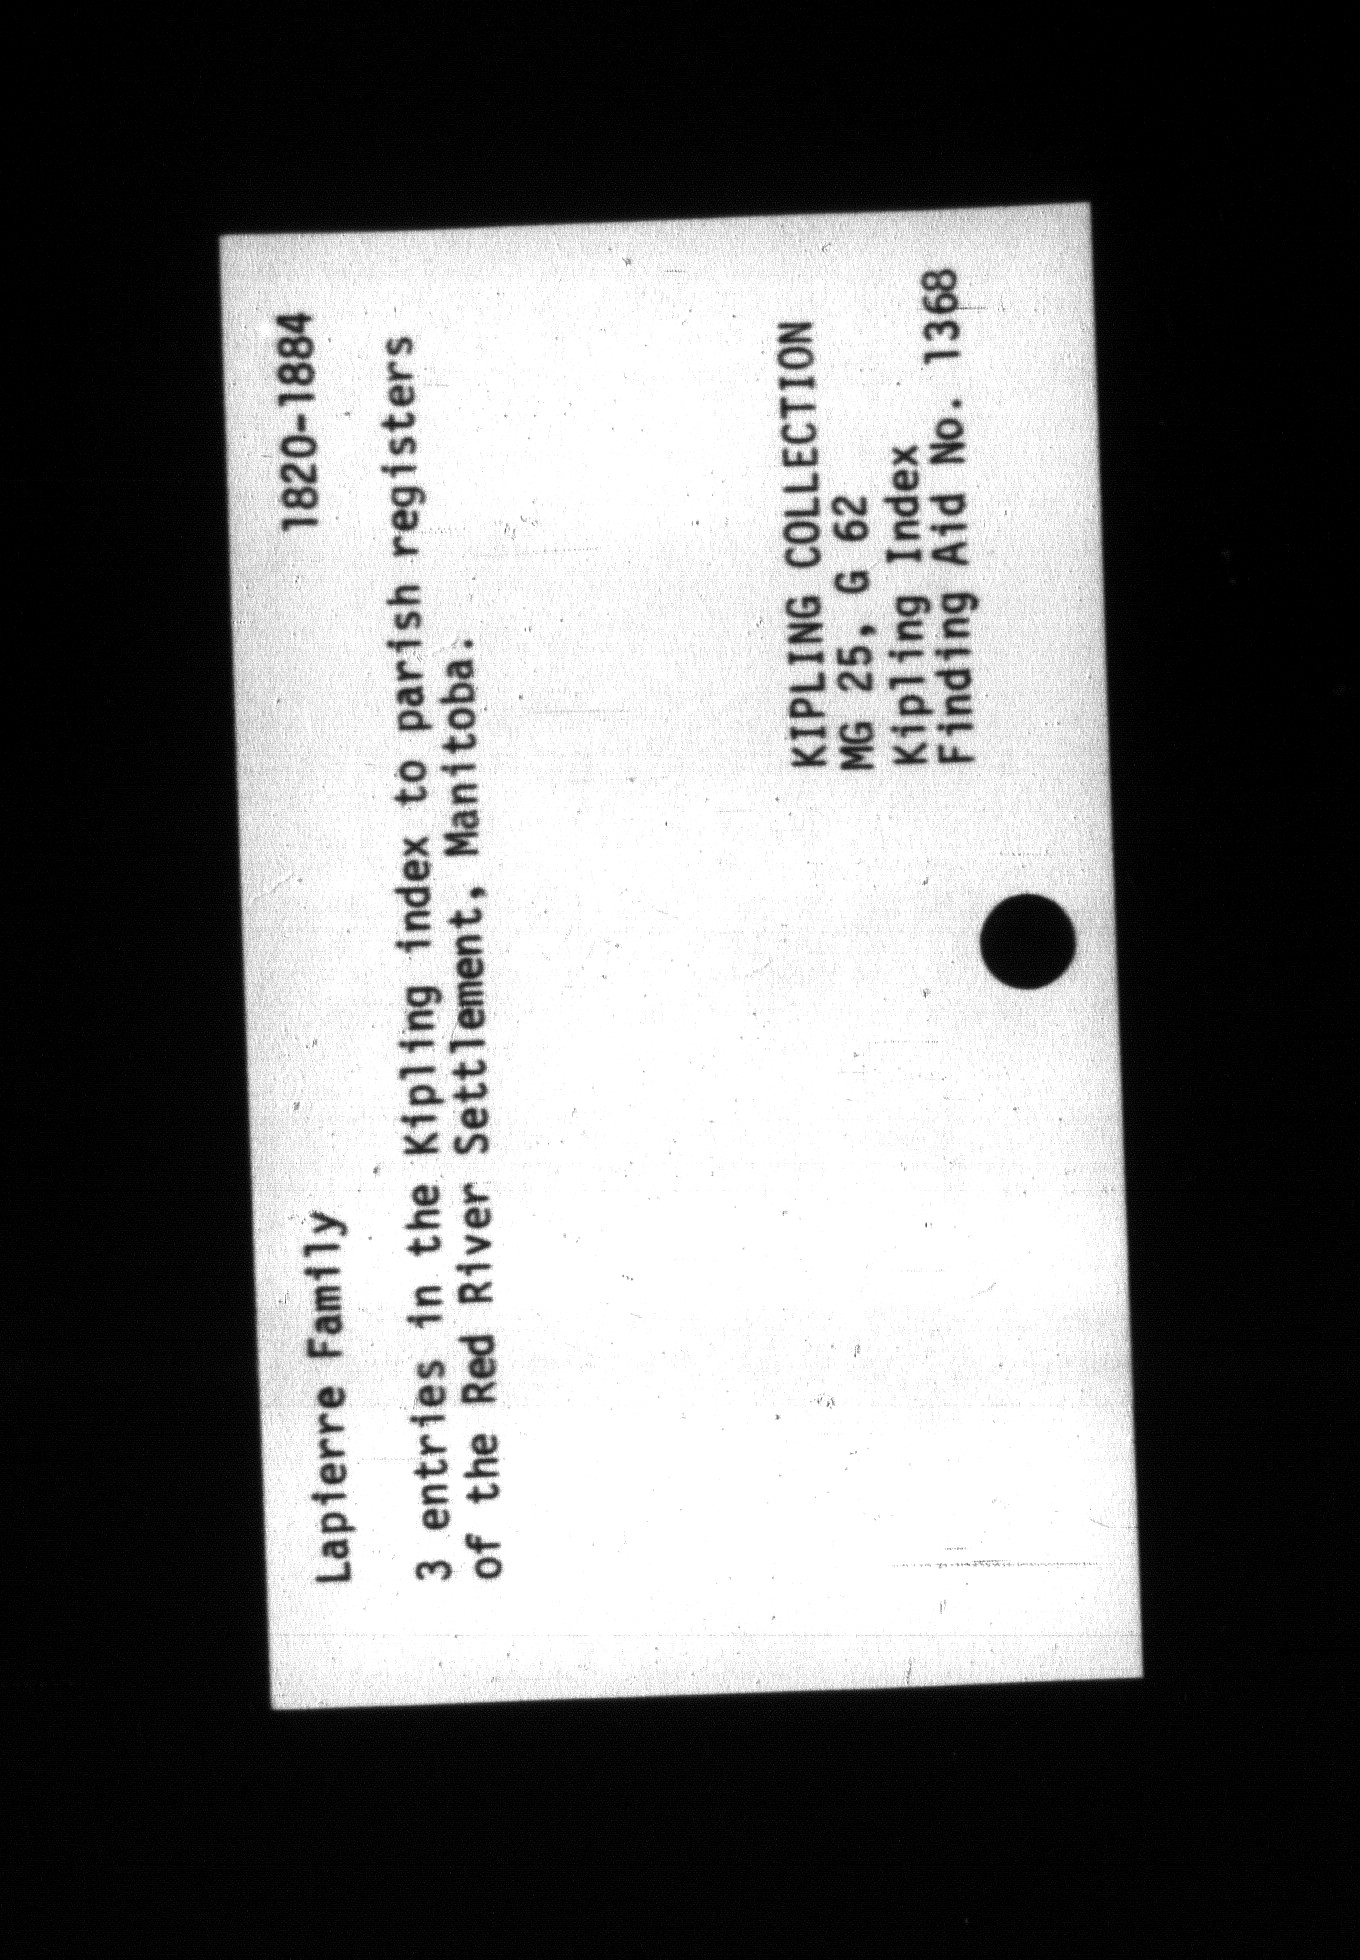 Lapierre Family 1820-1884
3 entries in the Kipling index to parish registers
of the Red River Settlement, Manitoba.
KIPLING COLLECTION
MG 25, G 62
Kipling Index
Finding Aid No. 1368